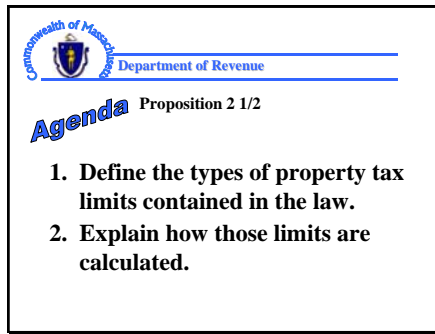 Commonwealth of Massachusetts
Department of Revenue
Agenda
Proposition 2 1/2
1. Define the types of property tax
limits contained in the law.
2. Explain how those limits are
calculated.